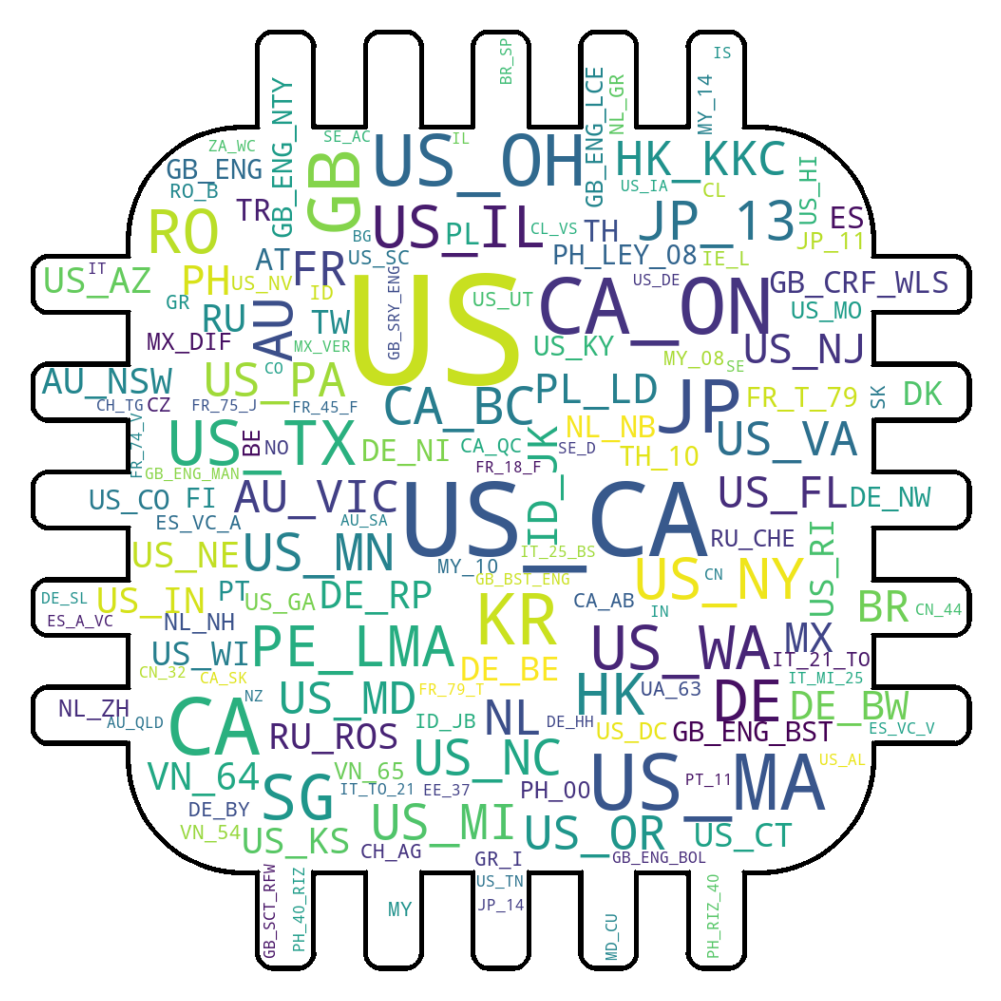 IS
BR_SP
MY_14
NL_GR
GB_ENG_LCE
GB_ENG_NTY
SE_AC
IL
ZA_WC
GB_ENG
GB
US_OH
HK_KKC
US_HI
US_IA
CL
RO_B
RO
TR
US_IL
PL
CL_VS
TH
JP_13
ES
JP_11
BG
AT
FR
US_SC
PH_LEY_08
IE_L
IT
US_AZ
PH
US_NV
ID
GB_SRY_ENG
US
US_UT
CA_ON
US_DE
GB_CRF_WLS
GR
RU
AU
TW
US_MO
MX_DIF
MX_VER
US_KY
MY_08
SE
US_NJ
AU_NSW
US_PA
CO
CA_BC
PL_LD
JP
FR_T_79
SK
DK
CH_TG
CZ
FR_75_J
FR_45_F
FR_74_V
US_TX
BE
NO
DE_NI
CA_QC
ID_JK
SE_D
NL_NB
US_VA
GB_ENG_MAN
FR_18_F
TH_10
US_CO
FI
AU_VIC
US_CA
US_FL
DE_NW
ES_VC_A
AU_SA
US_NE
US_MN
IT_25_BS
RU_CHE
US_RI
MY_10
GB_BST_ENG
US_NY
CN
DE_SL
US_IN
PT
US_GA
DE_RP
KR
CA_AB
IN
BR
CN_44
ES_A_VC
NL_NH
US_WI
PE_LMA
US_WA
MX
CN_32
CA_SK
DE_BE
IT_21_TO
IT_MI_25
NZ
US_MD
FR_79_T
HK
UA_63
DE
DE_BW
NL_ZH
AU_QLD
CA
RU_ROS
ID_JB
NL
DE_HH
US_DC
GB_ENG_BST
ES_VC_V
VN_64
SG
VN_65
US_NC
US_MA
US_AL
IT_TO_21
EE_37
PH_00
PT_11
DE_BY
VN_54
US_KS
US_MI
US_OR
US_CT
CH_AG
GR_I
GB_ENG_BOL
GB_SCT_RFW
PH_40_RIZ
MY
US_TN
JP_14
MD_CU
PH_RIZ_40